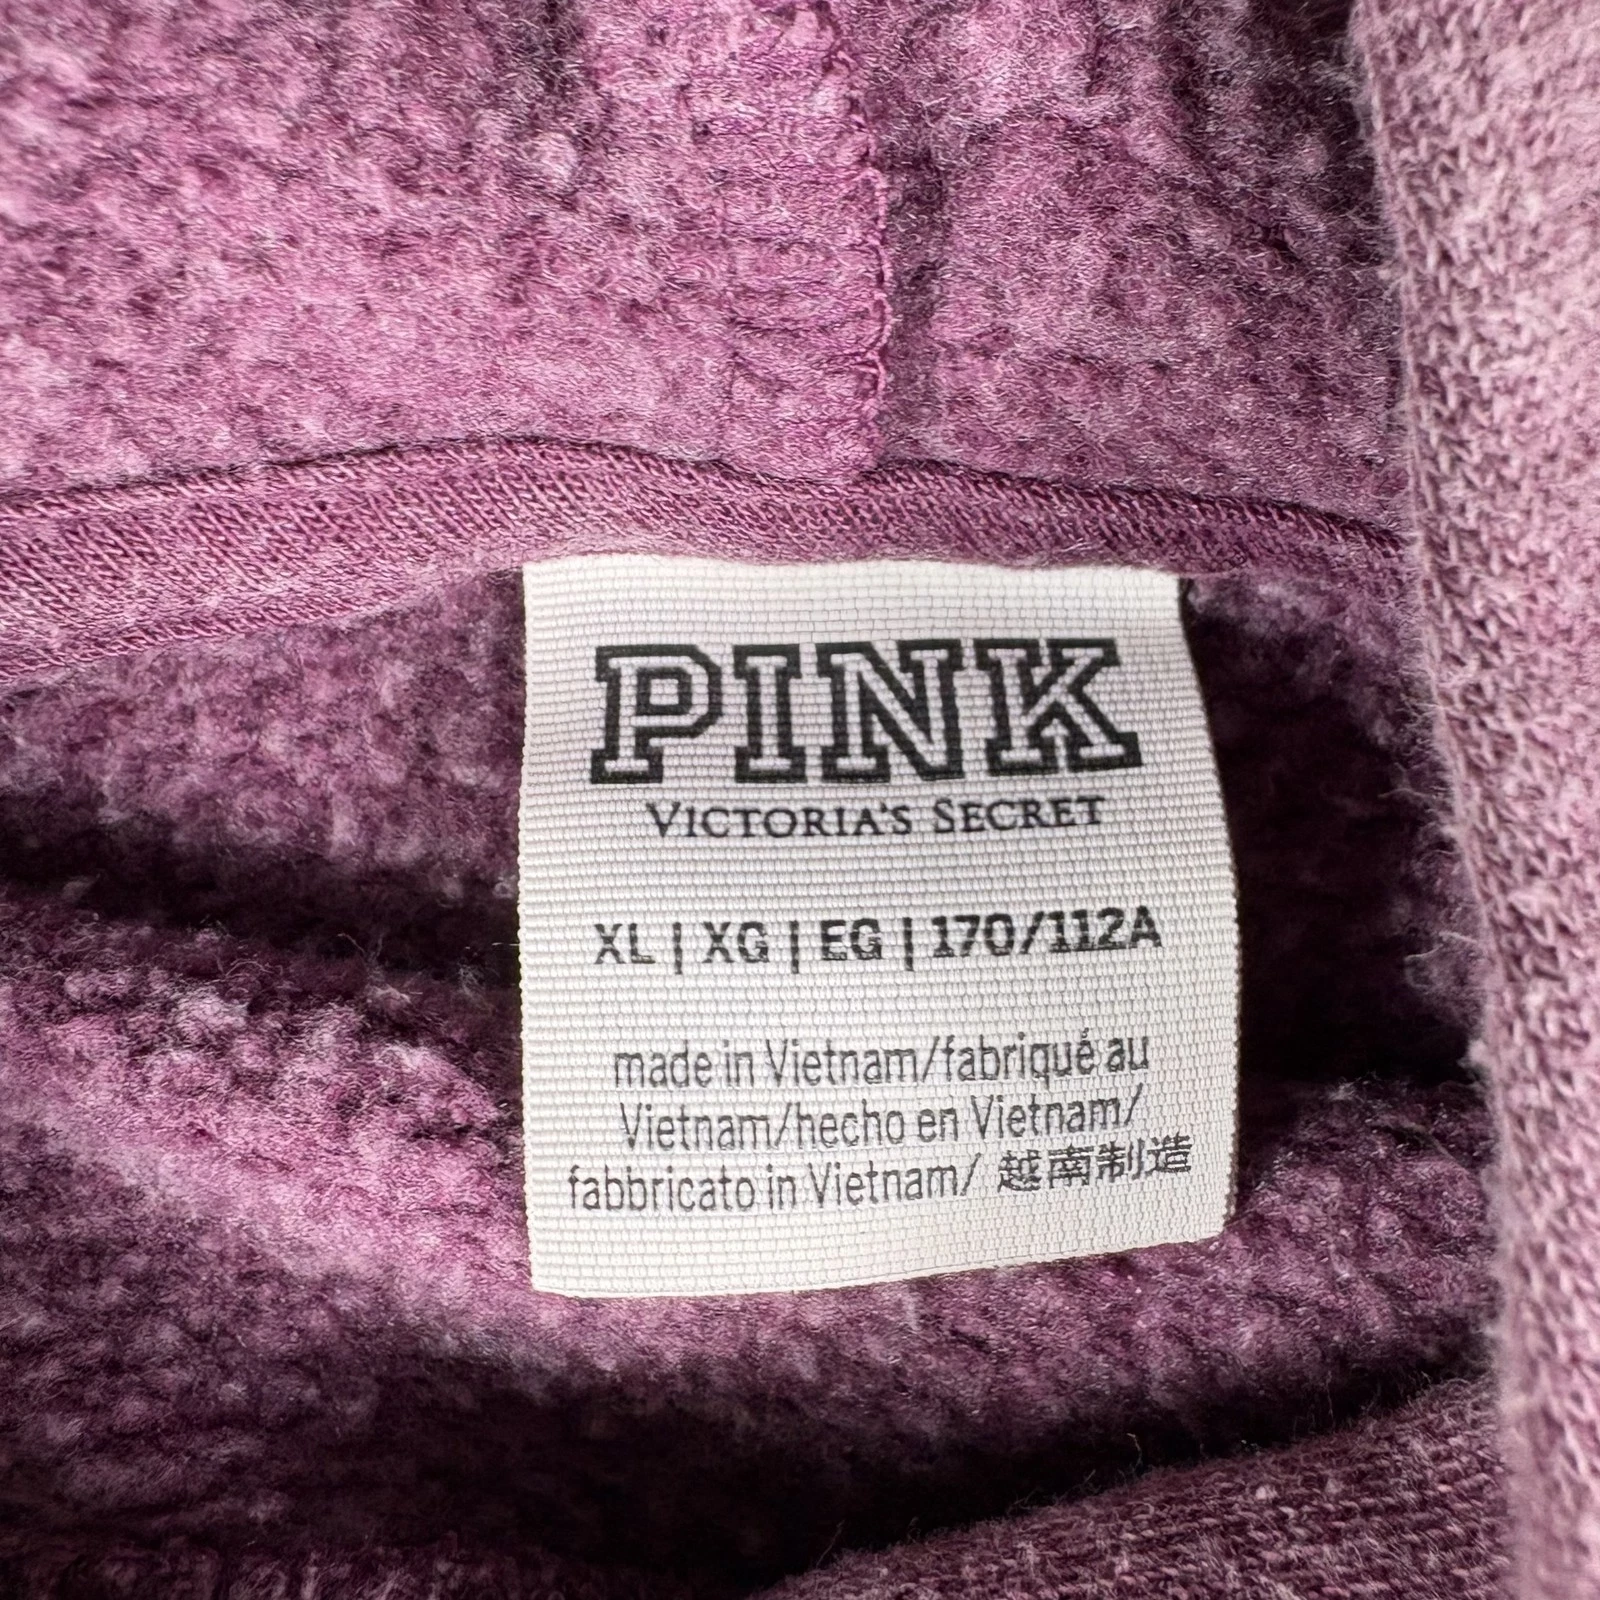 PINK
VICTORIA'S SECRET
XL | XG | EG | 170/112A
made in Vietnam/fabriqué au
Vietnam/hecho en Vietnam/
fabbricato in Vietnam/ 越南制造